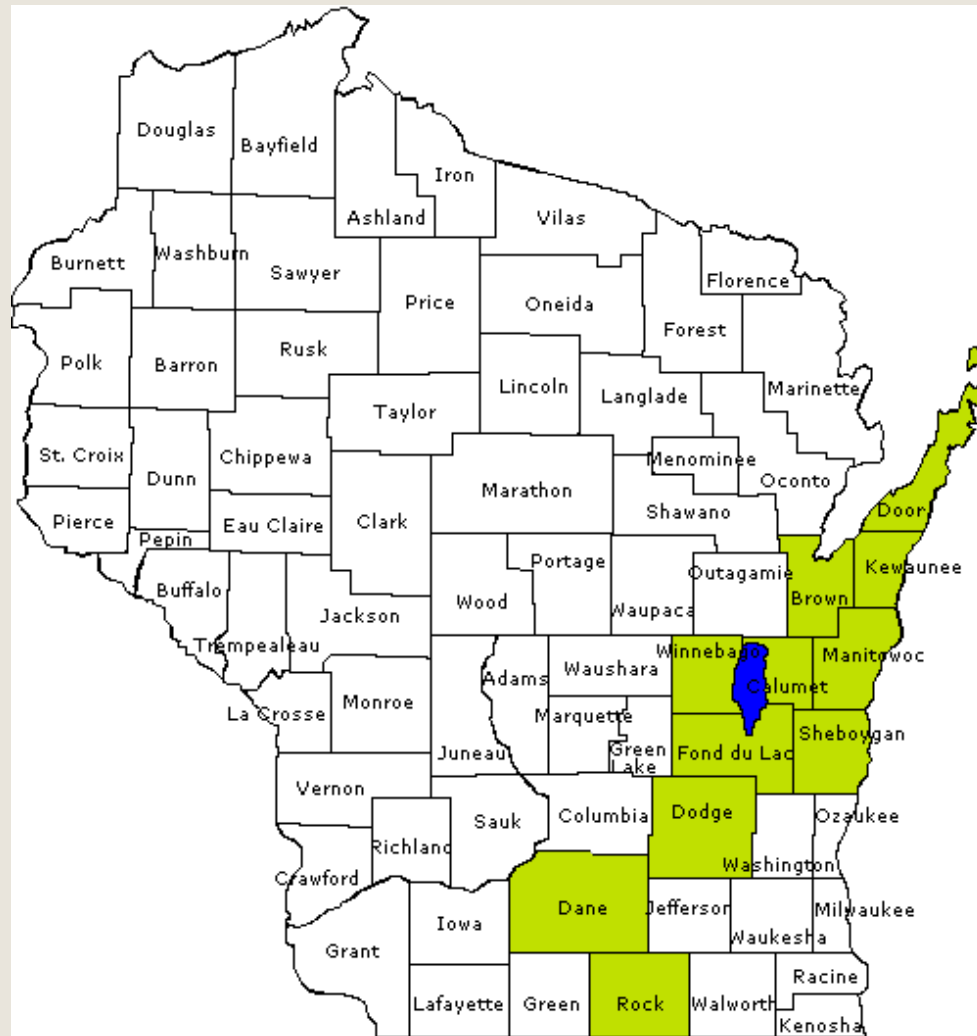 Douglas
Bayfield
Iron
Ashland
Vilas
Burnett
Washburn
Sawyer
Florence
Price
Oneida
Forest
Polk
Barron
Rusk
Lincoln
Langlade
Marinette
Taylor
St. Croix
Chippewa
Menominee
Dunn
Marathon
Oconto
Pierce
Eau Claire
Clark
Shawano
Door
Pepin
Portage
Outagamie
Kewaunee
Buffalo
Wood
Waupaca
Brown
Jackson
Trempealeau
Winnebago
Manitowoc
Waushara
Adams
Calumet
Monroe
La Crosse
Marquette
Sheboygan
Juneau
Green
Lake
Fond du Lac
Vernon
Sauk
Columbia
Dodge
Ozaukee
Richland
Washington
Crawford
Dane
Jefferson
Milwaukee
Iowa
Waukesha
Grant
Racine
Lafayette
Green
Rock
Walworth
Kenosha